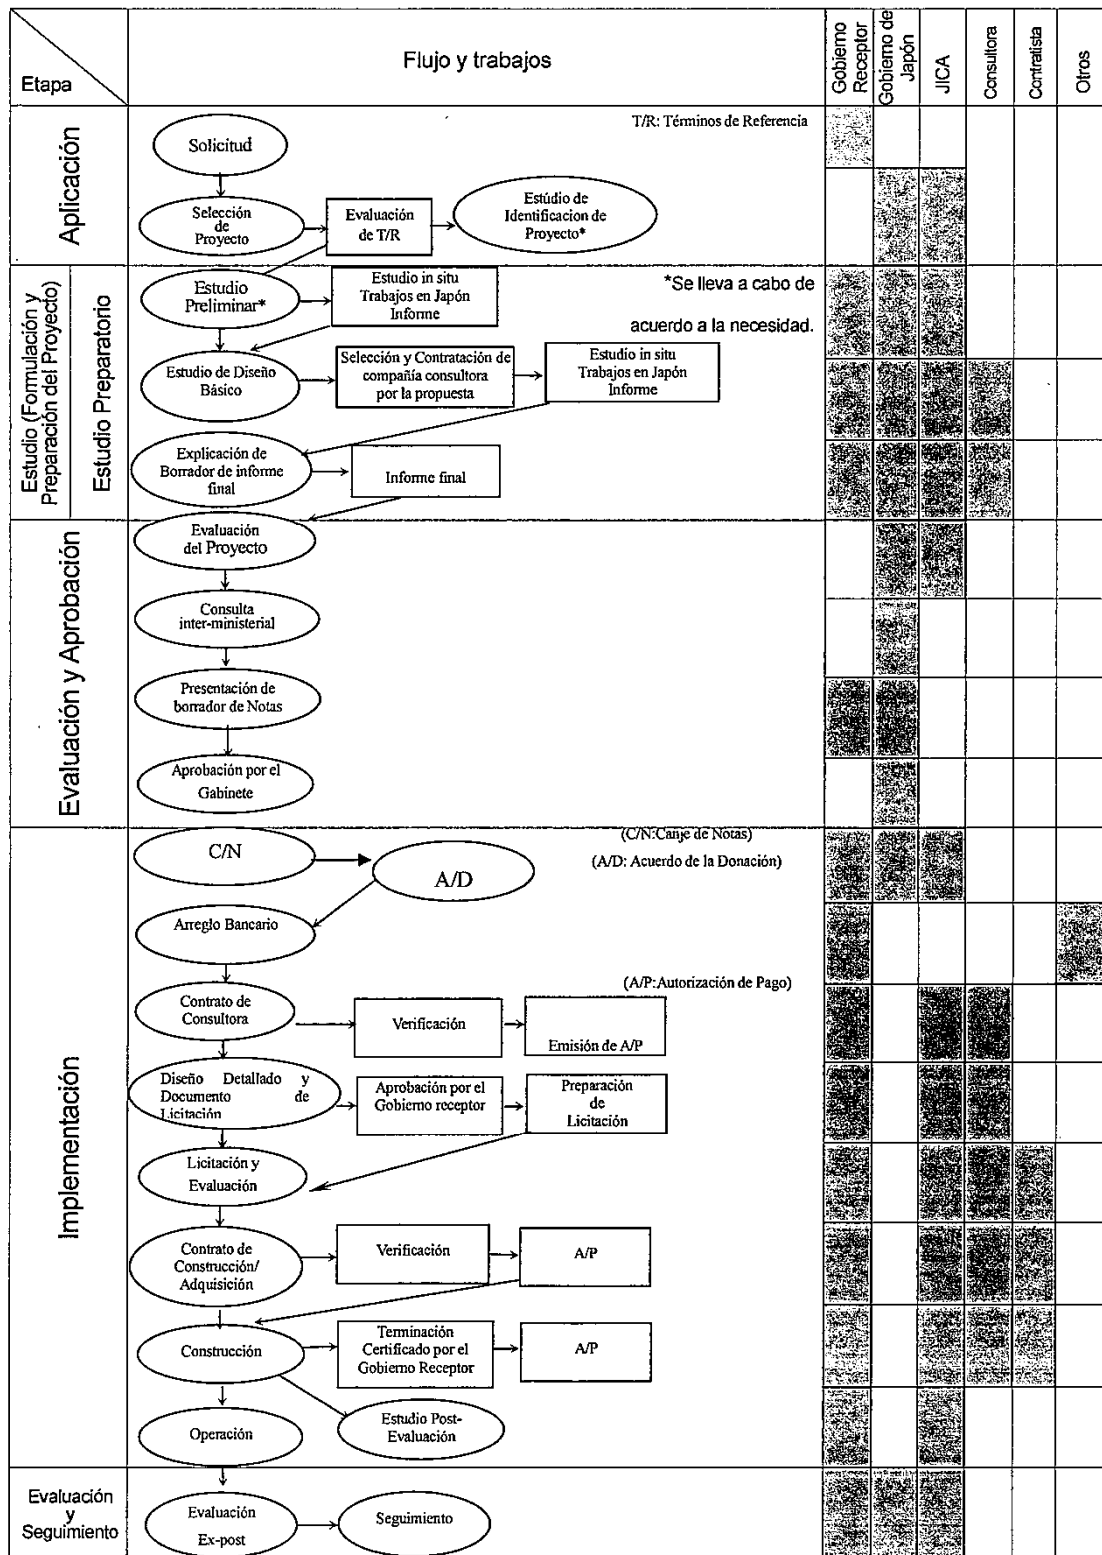 Etapa
Flujo y trabajos
Gobierno
Receptor
Gobierno de
Japón
JICA
Consultora
Contratista
Otros
Aplicación
T/R: Términos de Referencia
Solicitud
Selección
de
Proyecto
Evaluación
de T/R
Estúdio de
Identificacion de
Proyecto*
Estudio (Formulación y
Preparación del Proyecto)
Estudio Preparatorio
Estudio
Preliminar*
Estudio in situ
Trabajos en Japón
Informe
*Se lleva a cabo de
acuerdo a la necesidad.
Estudio de Diseño
Básico
Selección y Contratación de
compañía consultora
por la propuesta
Estudio in situ
Trabajos en Japón
Informe
Explicación de
Borrador de informe
final
Informe final
Evaluación y Aprobación
Evaluación
del Proyecto
Consulta
inter-ministerial
Presentación de
borrador de Notas
Aprobación por el
Gabinete
Implementación
C/N
(C/N:Canje de Notas)
(A/D: Acuerdo de la Donación)
A/D
Arreglo Bancario
(A/P:Autorización de Pago)
Contrato de
Consultora
Verificación
Emisión de A/P
Diseño Detallado y
Documento de
Licitación
Aprobación por el
Gobierno receptor
Preparación
de
Licitación
Licitación y
Evaluación
Contrato de
Construcción/
Adquisición
Verificación
A/P
Construcción
Terminación
Certificado por el
Gobierno Receptor
A/P
Estudio Post-
Evaluación
Operación
Evaluación
y
Seguimiento
Evaluación
Ex-post
Seguimiento